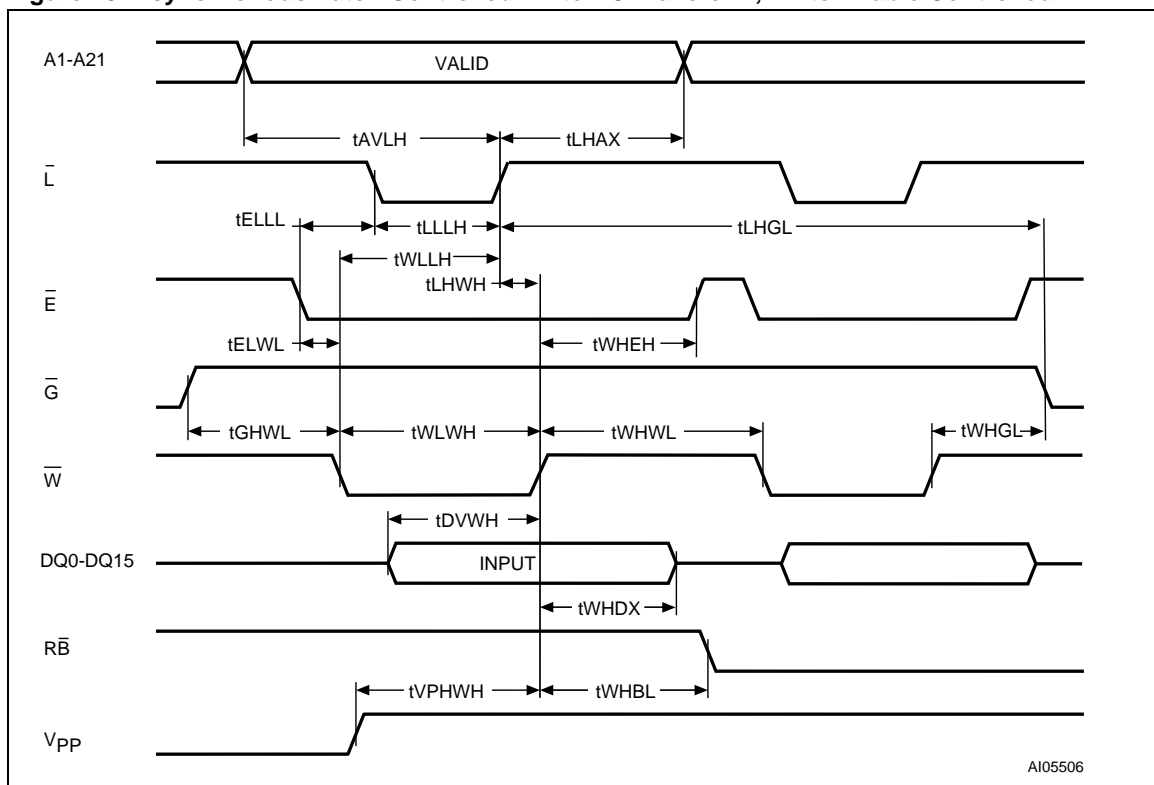 A1-A21
VALID
tAVLH
tLHAX
L̅
tELLL
tLLLH
tLHGL
tWLLH
tLHWH
E̅
tELWL
tWHEH
G̅
tGHWL
tWLWH
tWHWL
tWHGL
W̅
tDVWH
DQ0-DQ15
INPUT
tWHDX
RB̅
tVPHWH
tWHBL
VPP
AI05506